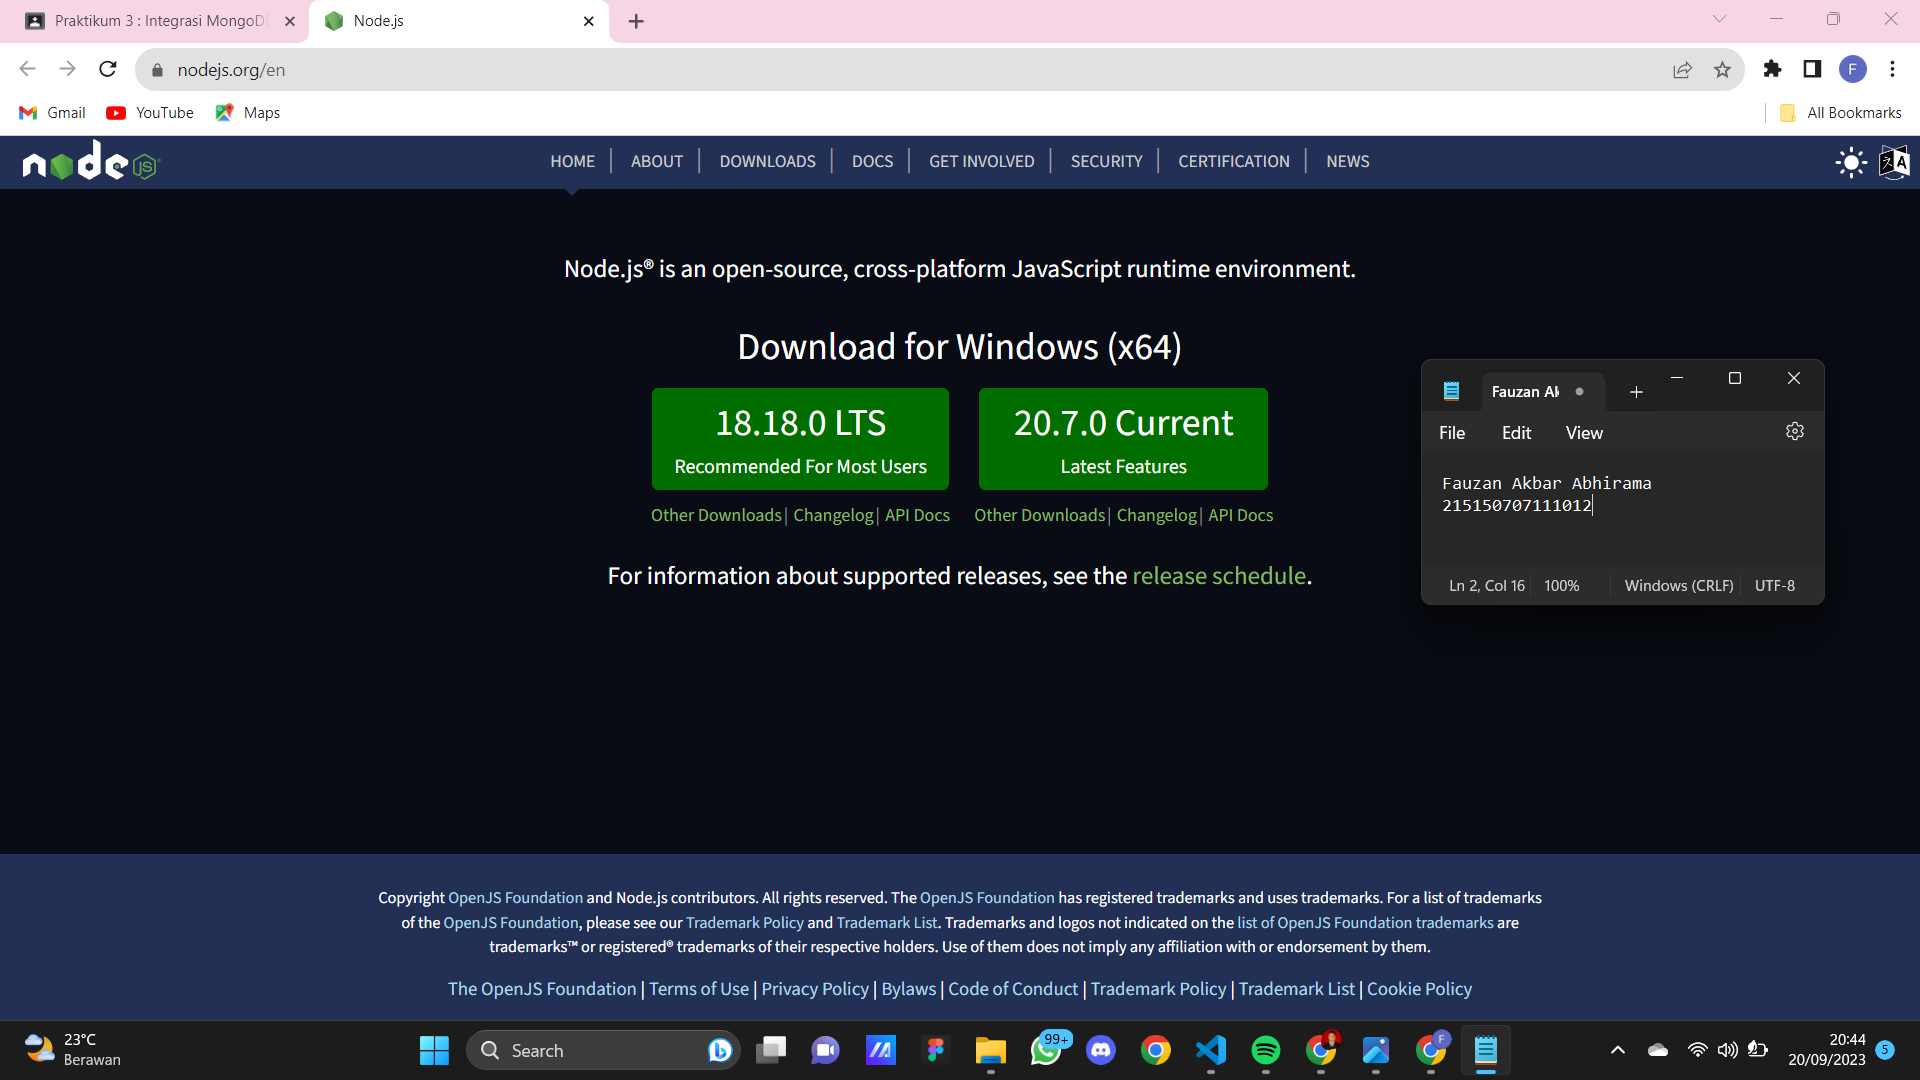 Praktikum 3 : Integrasi MongoDB
Node.js
nodejs.org/en
F
Gmail
YouTube
Maps
All Bookmarks
node JS
HOME
ABOUT
DOWNLOADS
DOCS
GET INVOLVED
SECURITY
CERTIFICATION
NEWS
Node.js® is an open-source, cross-platform JavaScript runtime environment.
Download for Windows (x64)
18.18.0 LTS
Recommended For Most Users
20.7.0 Current
Latest Features
Other Downloads | Changelog | API Docs
Other Downloads | Changelog | API Docs
For information about supported releases, see the release schedule.
Fauzan Ak
File Edit View
Fauzan Akbar Abhirama
215150707111012
Ln 2, Col 16 100% Windows (CRLF) UTF-8
Copyright OpenJS Foundation and Node.js contributors. All rights reserved. The OpenJS Foundation has registered trademarks and uses trademarks. For a list of trademarks
of the OpenJS Foundation, please see our Trademark Policy and Trademark List. Trademarks and logos not indicated on the list of OpenJS Foundation trademarks are
trademarks™ or registered® trademarks of their respective holders. Use of them does not imply any affiliation with or endorsement by them.
The OpenJS Foundation | Terms of Use | Privacy Policy | Bylaws | Code of Conduct | Trademark Policy | Trademark List | Cookie Policy
23°C
Berawan
Search
99+
F
20:44
20/09/2023
5